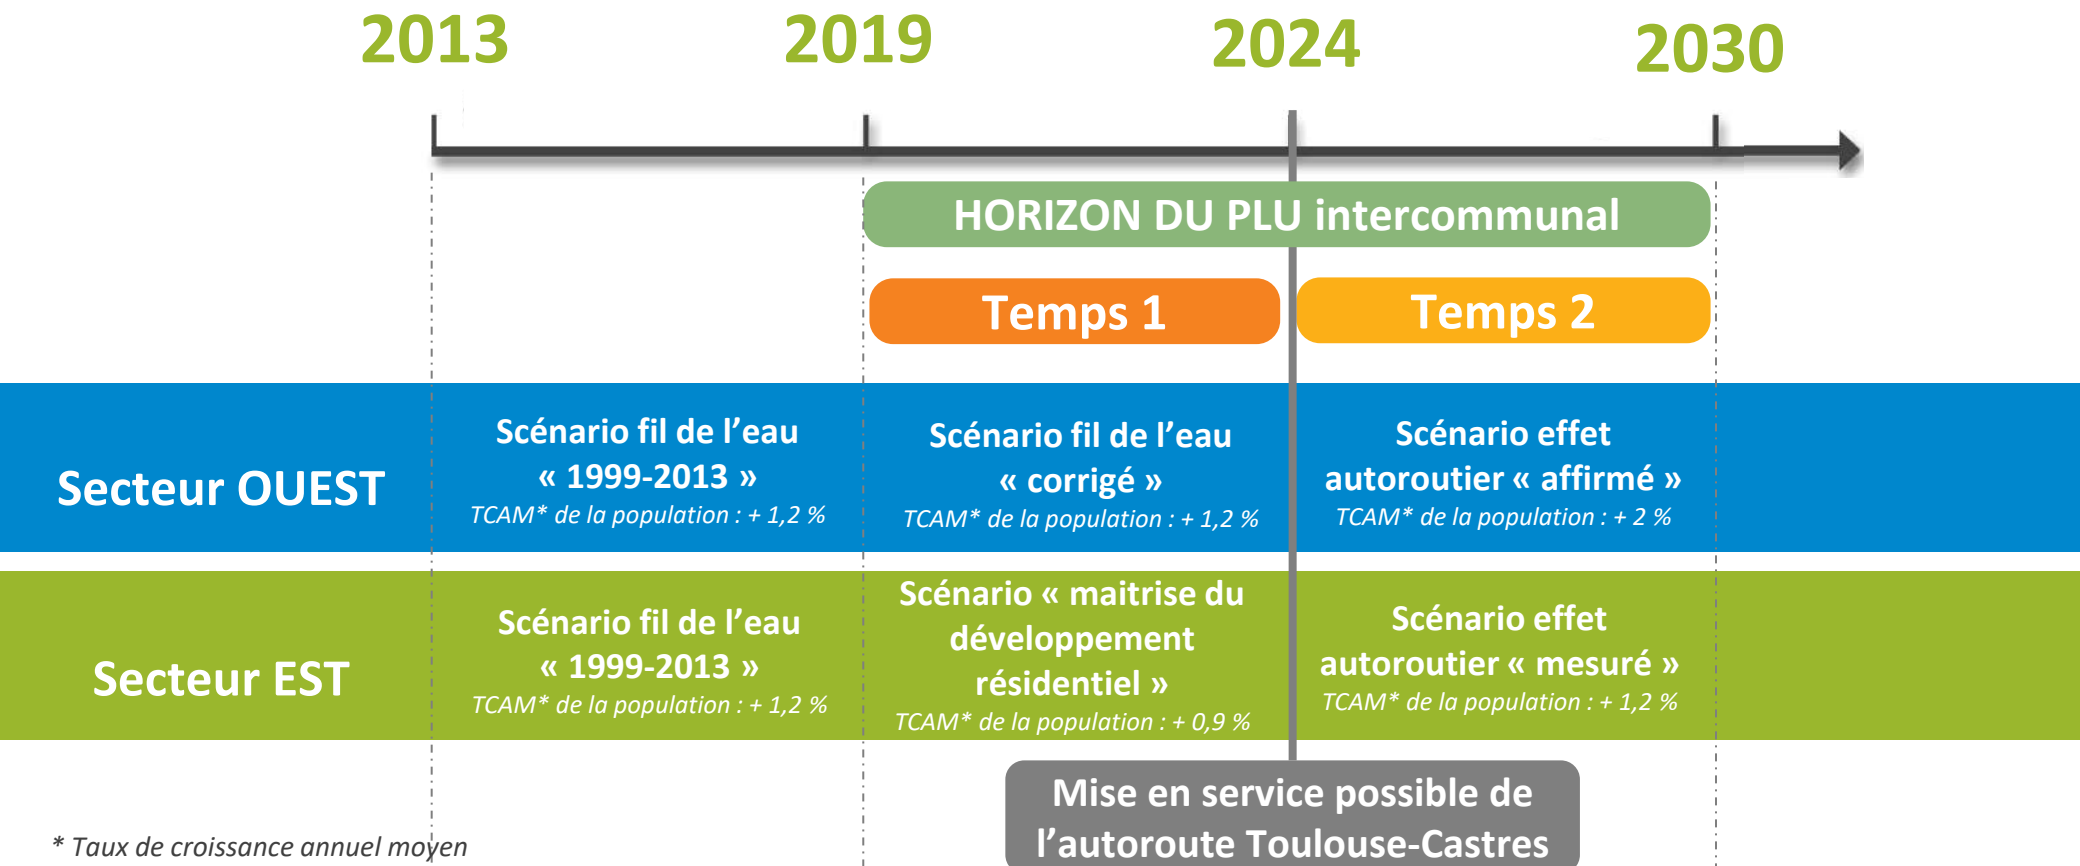 2013
2019
2024
2030
HORIZON DU PLU intercommunal
Temps 1
Temps 2
Secteur OUEST
Scénario fil de l’eau
« 1999-2013 »
TCAM* de la population : + 1,2 %
Scénario fil de l’eau
« corrigé »
TCAM* de la population : + 1,2 %
Scénario effet
autoroutier « affirmé »
TCAM* de la population : + 2 %
Secteur EST
Scénario fil de l’eau
« 1999-2013 »
TCAM* de la population : + 1,2 %
Scénario « maitrise du
développement
résidentiel »
TCAM* de la population : + 0,9 %
Scénario effet
autoroutier « mesuré »
TCAM* de la population : + 1,2 %
Mise en service possible de
l’autoroute Toulouse-Castres
* Taux de croissance annuel moyen